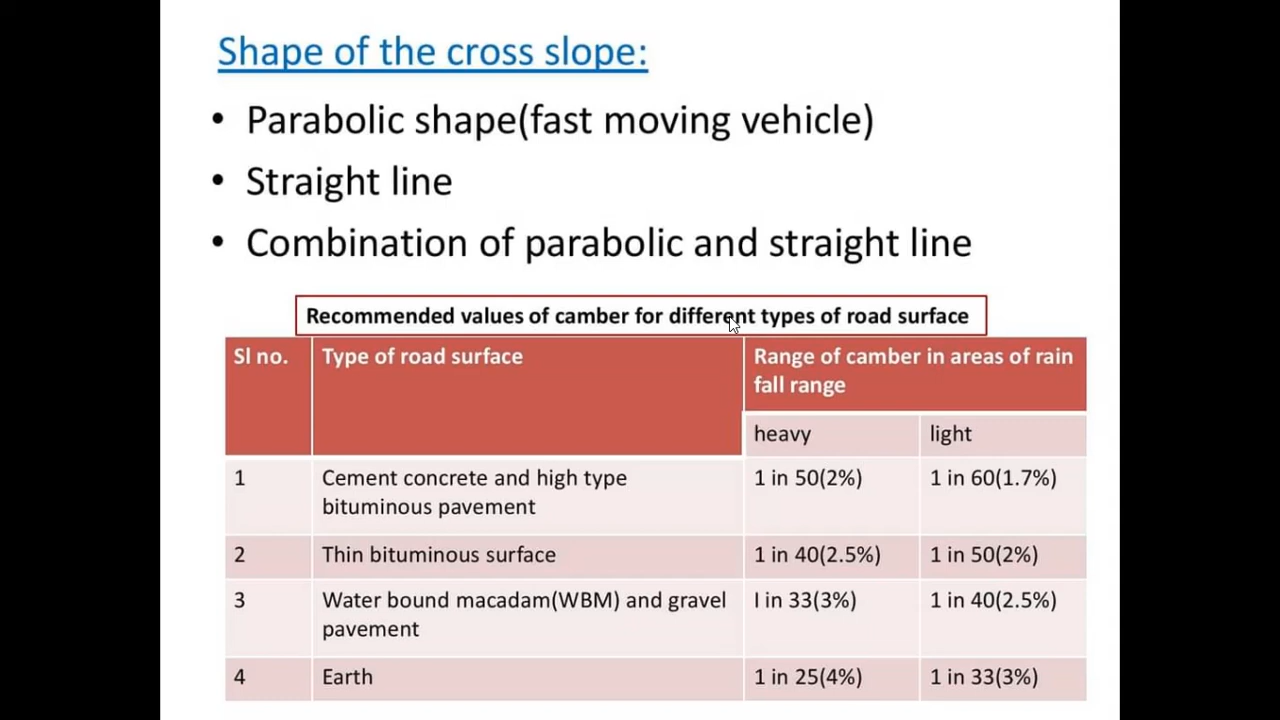 Shape of the cross slope:
• Parabolic shape(fast moving vehicle)
• Straight line
• Combination of parabolic and straight line
Recommended values of camber for different types of road surface
Sl no. Type of road surface Range of camber in areas of rain
fall range
heavy light
1 Cement concrete and high type 1 in 50(2%) 1 in 60(1.7%)
bituminous pavement
2 Thin bituminous surface 1 in 40(2.5%) 1 in 50(2%)
3 Water bound macadam(WBM) and gravel I in 33(3%) 1 in 40(2.5%)
pavement
4 Earth 1 in 25(4%) 1 in 33(3%)